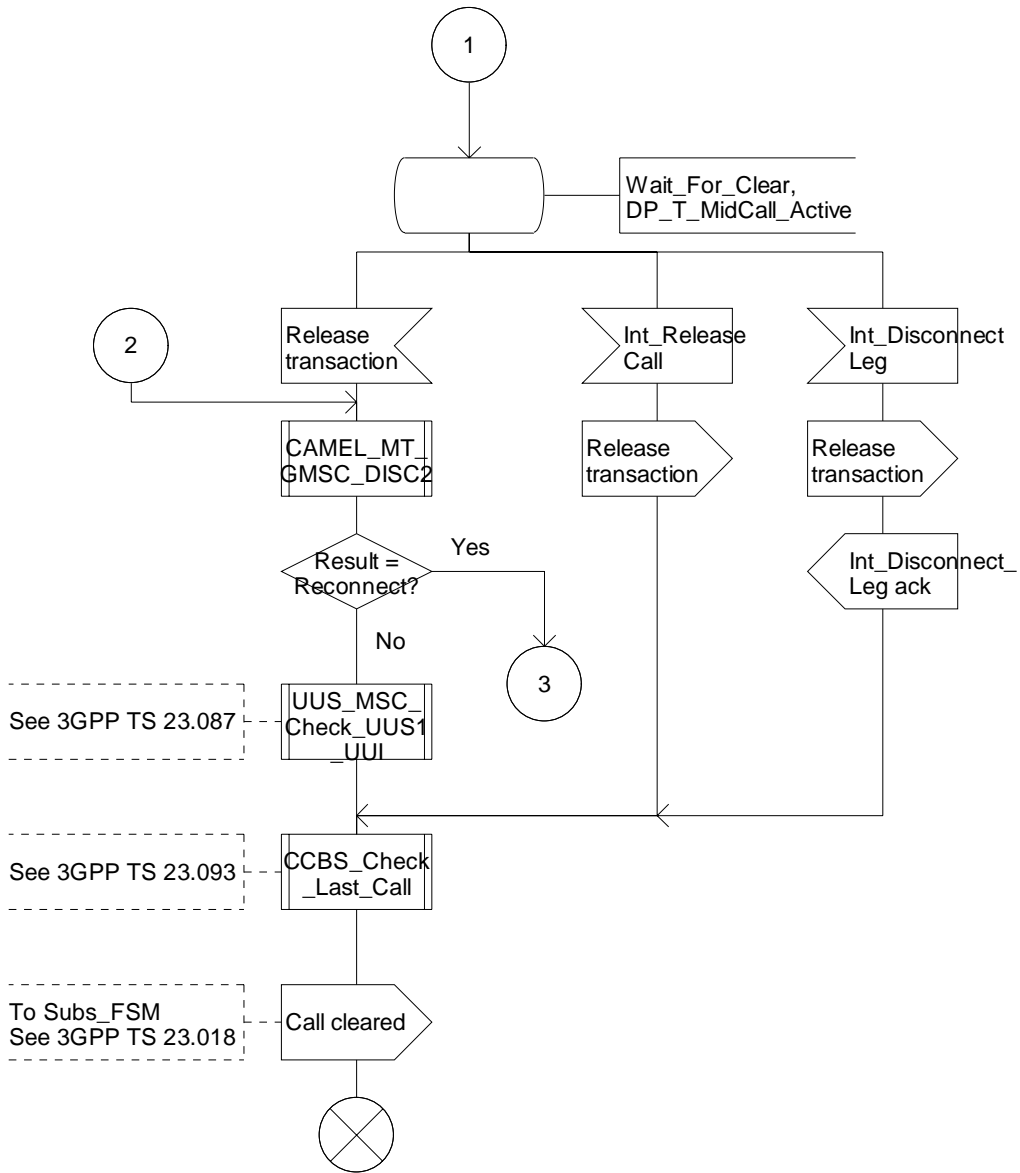 1
Wait_For_Clear,
DP_T_MidCall_Active
Release
transaction
Int_Release
Call
Int_Disconnect
Leg
2
CAMEL_MT_
GMSC_DISC2
Release
transaction
Release
transaction
Result =
Reconnect?
Yes
Int_Disconnect_
Leg ack
No
3
See 3GPP TS 23.087
UUS_MSC_
Check_UUS1
_UUI
See 3GPP TS 23.093
CCBS_Check
_Last_Call
To Subs_FSM
See 3GPP TS 23.018
Call cleared